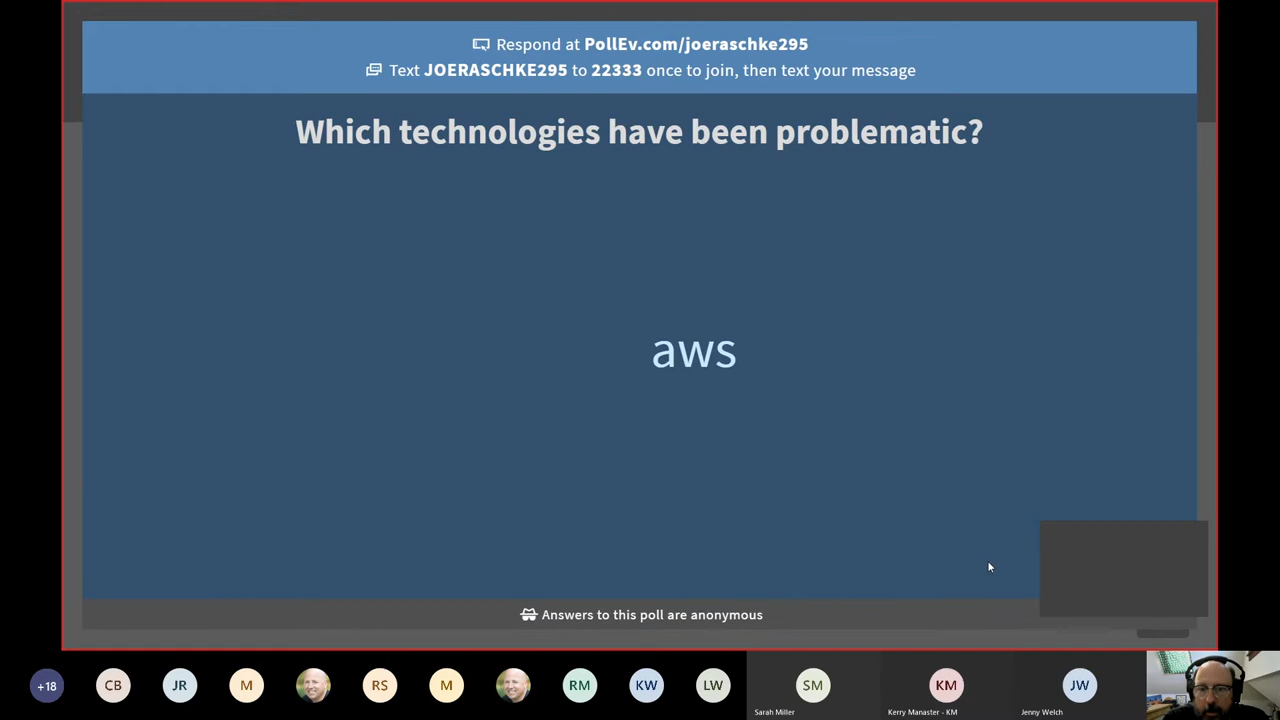 Respond at PollEv.com/joeraschke295
Text JOERASCHKE295 to 22333 once to join, then text your message
Which technologies have been problematic?
aws
Answers to this poll are anonymous
+18
CB
JR
M
RS
M
RM
KW
LW
SM
KM
JW
Sarah Miller
Kerry Manaster - KM
Jenny Welch